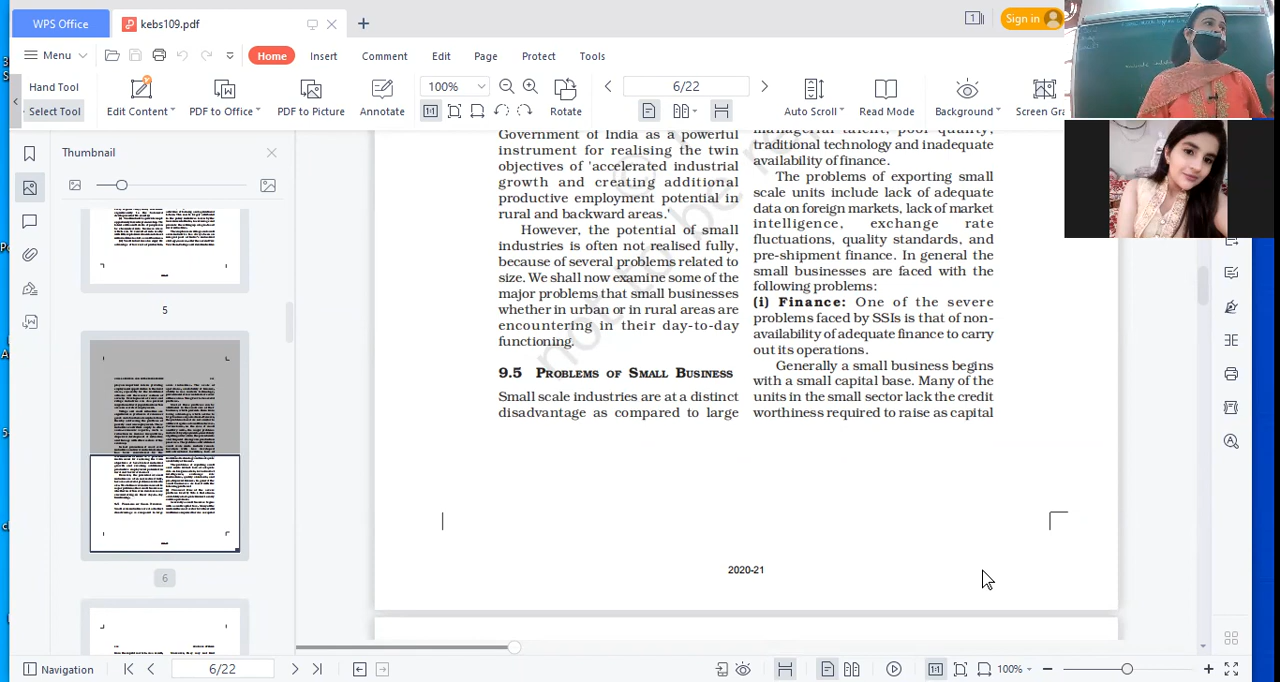 WPS Office
kebs109.pdf
1
Sign in
Menu
Home
Insert
Comment
Edit
Page
Protect
Tools
Hand Tool
Select Tool
Edit Content
PDF to Office
PDF to Picture
Annotate
100%
Rotate
6/22
Auto Scroll
Read Mode
Background
Screen Gra
Thumbnail
5
6
Government of India as a powerful
instrument for realising the twin
objectives of 'accelerated industrial
growth and creating additional
productive employment potential in
rural and backward areas.'
However, the potential of small
industries is often not realised fully,
because of several problems related to
size. We shall now examine some of the
major problems that small businesses
whether in urban or in rural areas are
encountering in their day-to-day
functioning.
9.5 Problems of Small Business
Small scale industries are at a distinct
disadvantage as compared to large
managerial talent, poor quality,
traditional technology and inadequate
availability of finance.
The problems of exporting small
scale units include lack of adequate
data on foreign markets, lack of market
intelligence, exchange rate
fluctuations, quality standards, and
pre-shipment finance. In general the
small businesses are faced with the
following problems:
(i) Finance: One of the severe
problems faced by SSIs is that of non-
availability of adequate finance to carry
out its operations.
Generally a small business begins
with a small capital base. Many of the
units in the small sector lack the credit
worthiness required to raise as capital
2020-21
Navigation
6/22
100%